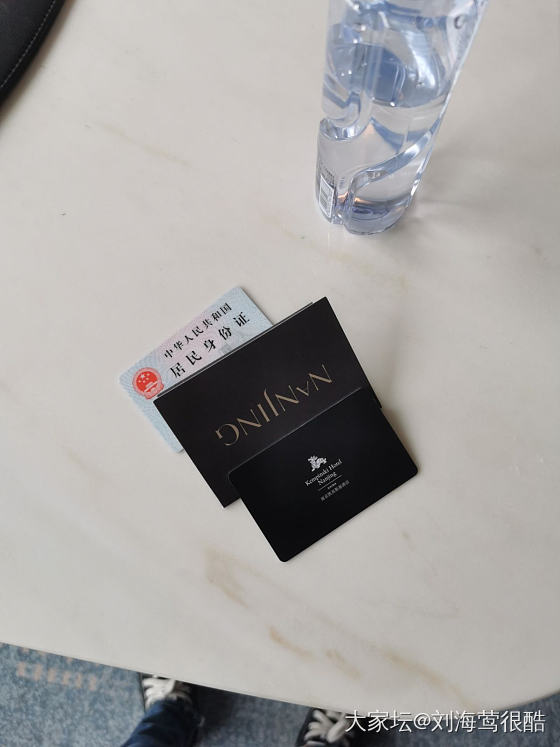 中华人民共和国
居民身份证
NANJING
Kempinski Hotel
Nanjing
大家坛@刘海莺很酷